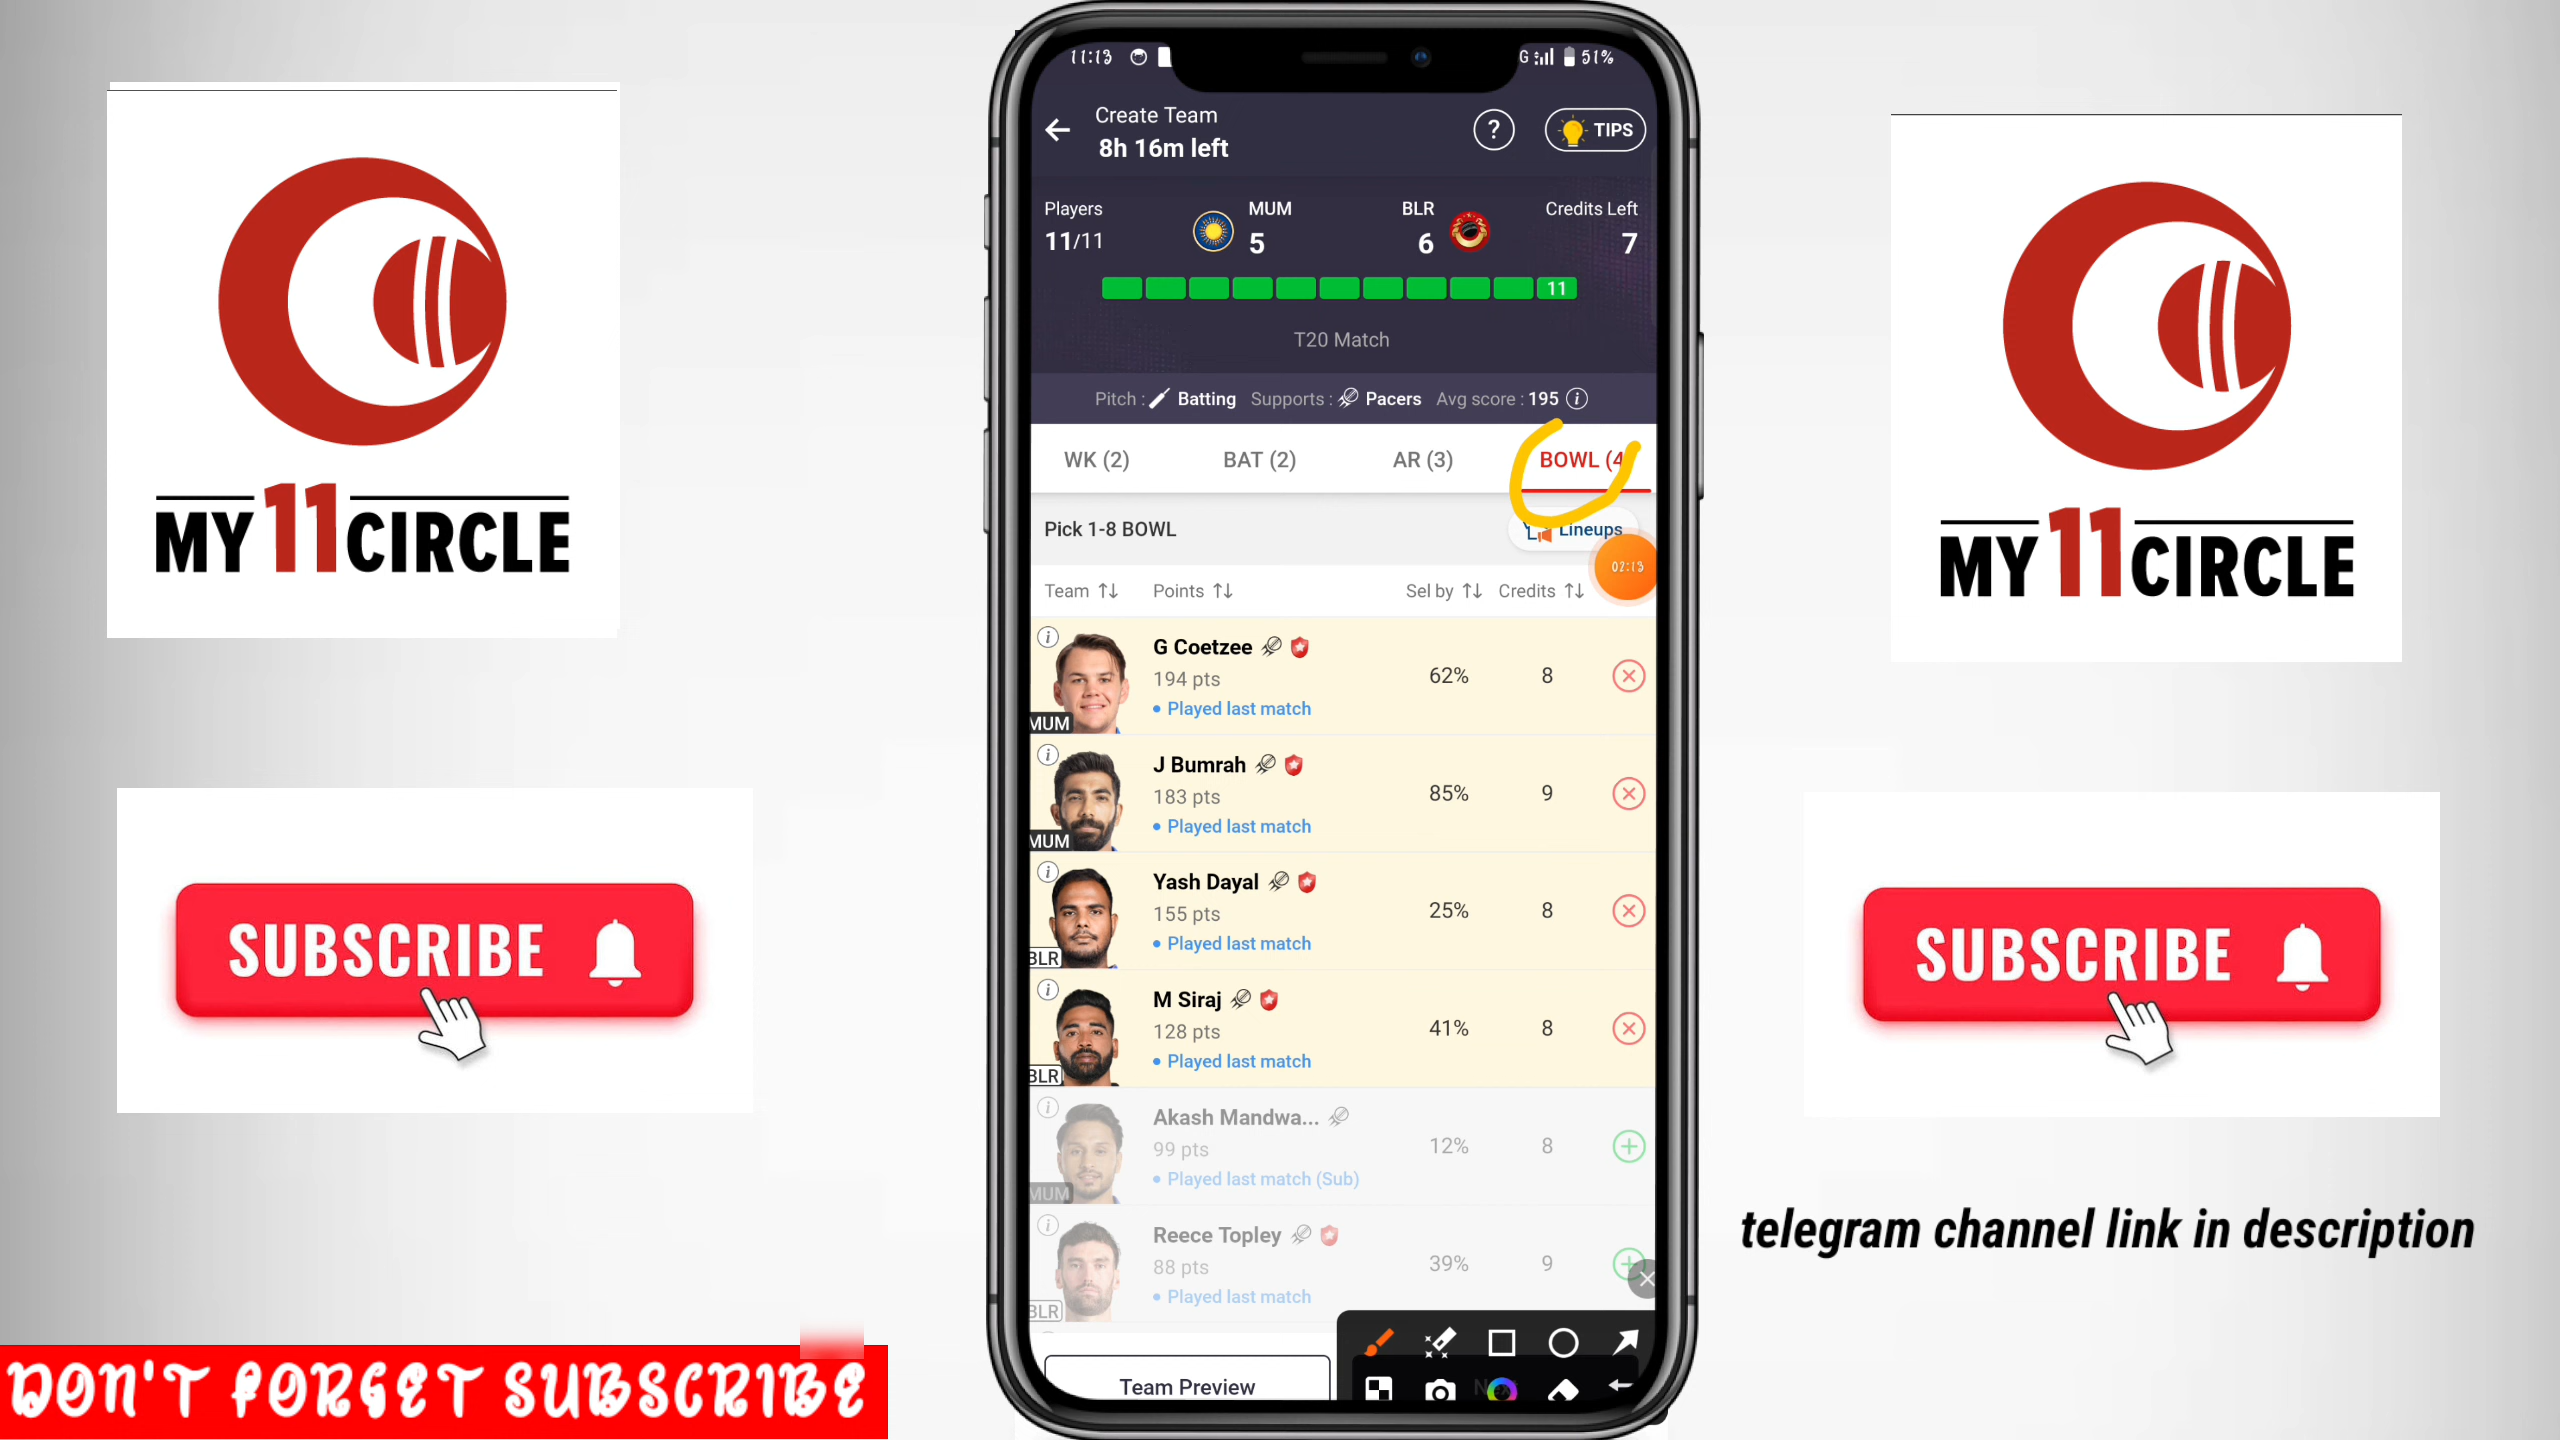 MY11CIRCLE
SUBSCRIBE
DON'T FORGET SUBSCRIBE
11:13
G
51%
Create Team
8h 16m left
?
TIPS
Players
11/11
MUM
5
BLR
6
Credits Left
7
11
T20 Match
Pitch : Batting Supports : Pacers Avg score : 195 i
WK (2) BAT (2) AR (3) BOWL (4
Pick 1-8 BOWL
Lineups
02:13
Team Points Sel by Credits
i
G Coetzee
194 pts
Played last match
MUM
62% 8
i
J Bumrah
183 pts
Played last match
MUM
85% 9
i
Yash Dayal
155 pts
Played last match
BLR
25% 8
i
M Siraj
128 pts
Played last match
BLR
41% 8
i
Akash Mandwa...
99 pts
Played last match (Sub)
MUM
12% 8
i
Reece Topley
88 pts
Played last match
BLR
39% 9
Team Preview
MY11CIRCLE
SUBSCRIBE
telegram channel link in description